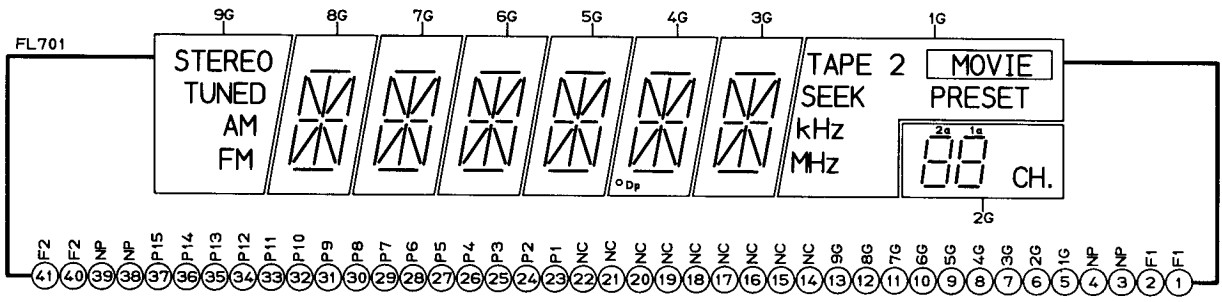 9G 8G 7G 6G 5G 4G 3G 1G
FL701
STEREO TAPE 2 MOVIE
TUNED SEEK PRESET
AM kHz 2a 1a
FM MHz CH.
Dp
2G
F2 F2 NP NP P15 P14 P13 P12 P11 P10 P9 P8 P7 P6 P5 P4 P3 P2 P1 NC NC NC NC NC NC NC NC NC 9G 8G 7G 6G 5G 4G 3G 2G 1G NP NP F1 F1
41 40 39 38 37 36 35 34 33 32 31 30 29 28 27 26 25 24 23 22 21 20 19 18 17 16 15 14 13 12 11 10 9 8 7 6 5 4 3 2 1